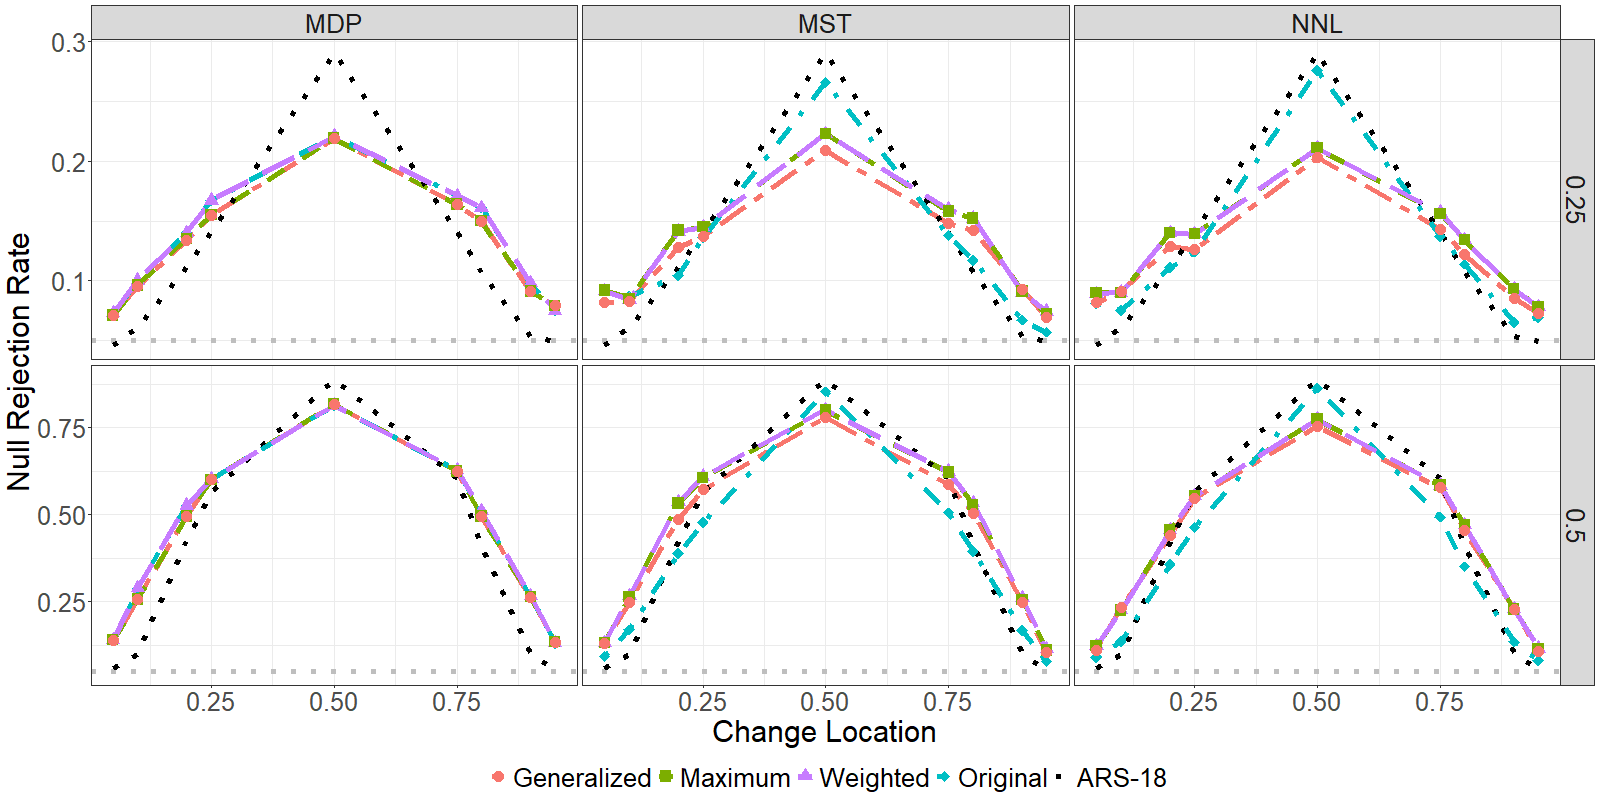 MDP MST NNL
0.3
0.2
0.1
0.25
Null Rejection Rate
0.75
0.50
0.25
0.5
0.25 0.50 0.75 0.25 0.50 0.75 0.25 0.50 0.75
Change Location
Generalized Maximum Weighted Original ARS-18